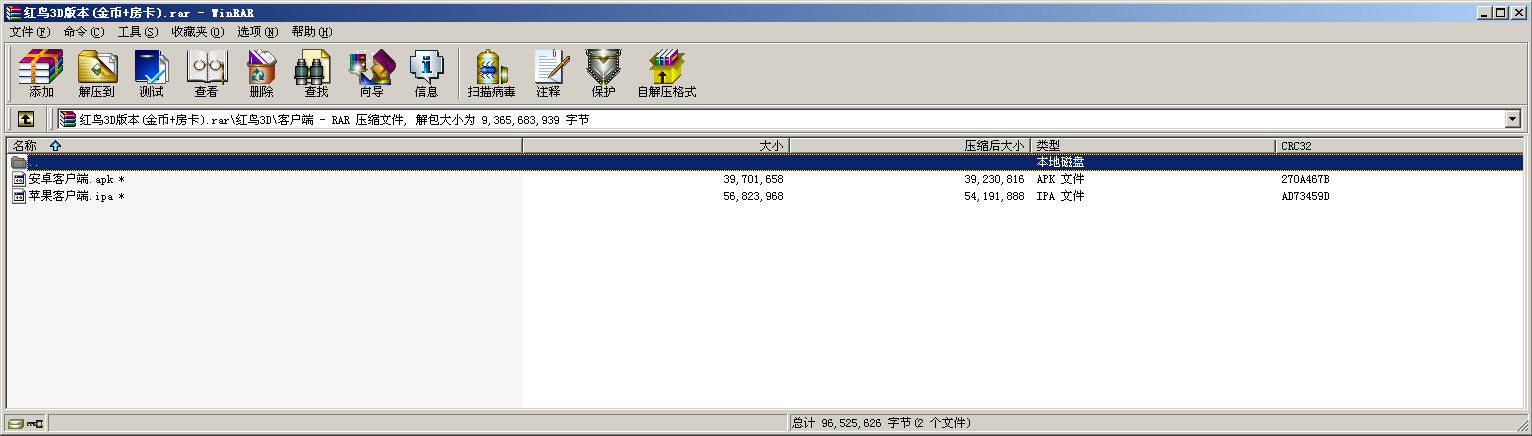 红鸟3D版本(金币+房卡).rar - WinRAR
文件(F) 命令(C) 工具(S) 收藏夹(O) 选项(N) 帮助(H)
添加 解压到 测试 查看 删除 查找 向导 信息 扫描病毒 注释 保护 自解压格式
红鸟3D版本(金币+房卡).rar\红鸟3D\客户端 - RAR 压缩文件, 解包大小为 9,365,683,939 字节
名称 大小 压缩后大小 类型 CRC32
.. 本地磁盘
安卓客户端.apk * 39,701,658 39,230,816 APK 文件 270A467B
苹果客户端.ipa * 56,823,968 54,191,888 IPA 文件 AD73459D
总计 96,525,626 字节(2 个文件)